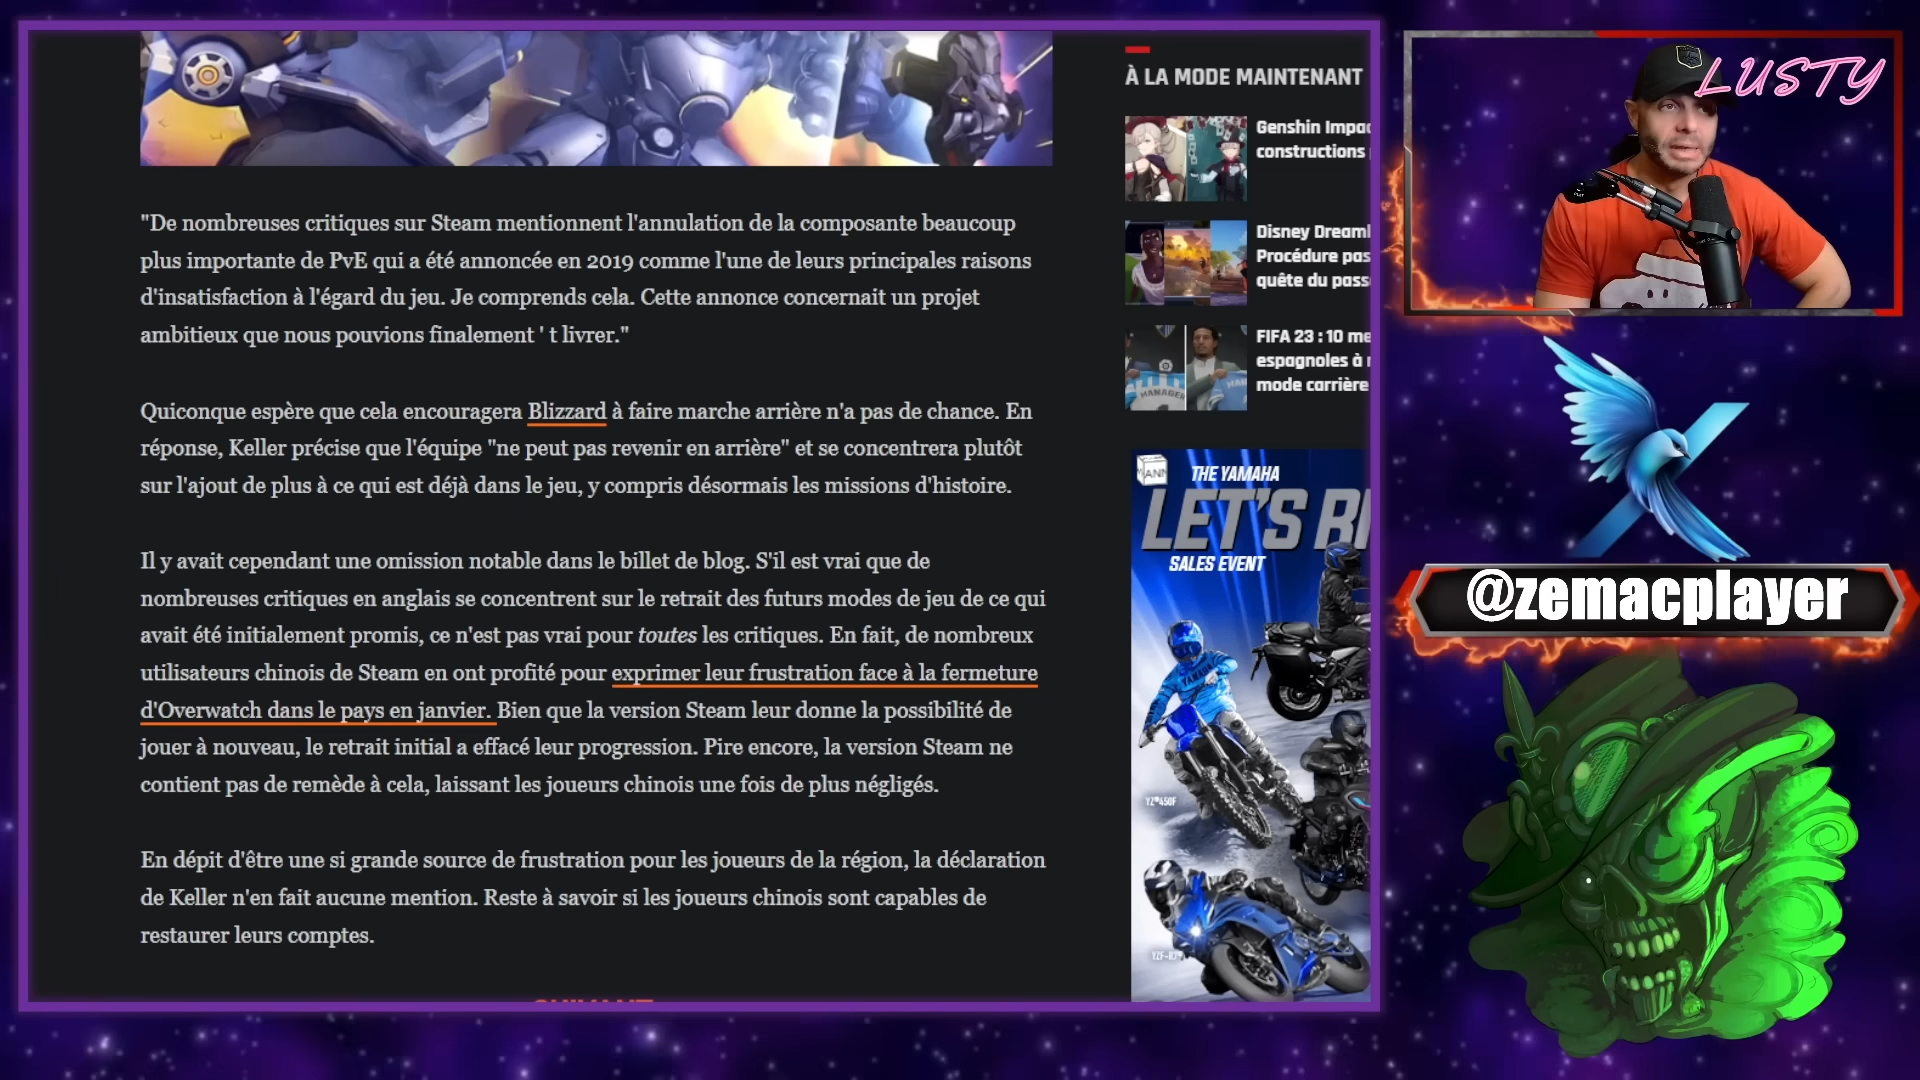 "De nombreuses critiques sur Steam mentionnent l'annulation de la composante beaucoup
plus importante de PvE qui a été annoncée en 2019 comme l'une de leurs principales raisons
d'insatisfaction à l'égard du jeu. Je comprends cela. Cette annonce concernait un projet
ambitieux que nous pouvions finalement ' t livrer."
Quiconque espère que cela encouragera Blizzard à faire marche arrière n'a pas de chance. En
réponse, Keller précise que l'équipe "ne peut pas revenir en arrière" et se concentrera plutôt
sur l'ajout de plus à ce qui est déjà dans le jeu, y compris désormais les missions d'histoire.
Il y avait cependant une omission notable dans le billet de blog. S'il est vrai que de
nombreuses critiques en anglais se concentrent sur le retrait des futurs modes de jeu de ce qui
avait été initialement promis, ce n'est pas vrai pour toutes les critiques. En fait, de nombreux
utilisateurs chinois de Steam en ont profité pour exprimer leur frustration face à la fermeture
d'Overwatch dans le pays en janvier. Bien que la version Steam leur donne la possibilité de
jouer à nouveau, le retrait initial a effacé leur progression. Pire encore, la version Steam ne
contient pas de remède à cela, laissant les joueurs chinois une fois de plus négligés.
En dépit d'être une si grande source de frustration pour les joueurs de la région, la déclaration
de Keller n'en fait aucune mention. Reste à savoir si les joueurs chinois sont capables de
restaurer leurs comptes.
À LA MODE MAINTENANT
Genshin Impac
constructions
Disney Dreaml
Procédure pas
quête du pass
FIFA 23 : 10 me
espagnoles à
mode carrière
MANAGER
THE YAMAHA
LET'S B
SALES EVENT
YAMAHA
YZ®450F
LUSTY
@zemacplayer